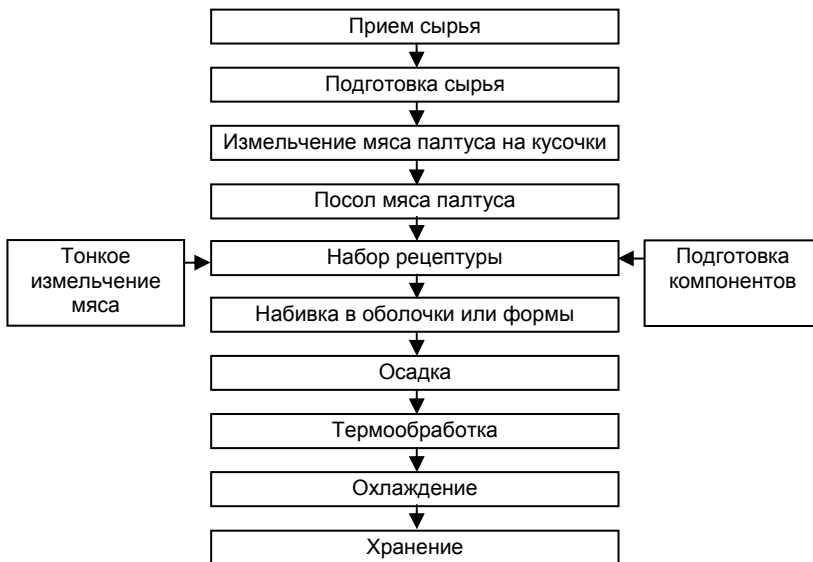 Прием сырья
Подготовка сырья
Измельчение мяса палтуса на кусочки
Посол мяса палтуса
Тонкое
измельчение
мяса
Набор рецептуры
Подготовка
компонентов
Набивка в оболочки или формы
Осадка
Термообработка
Охлаждение
Хранение